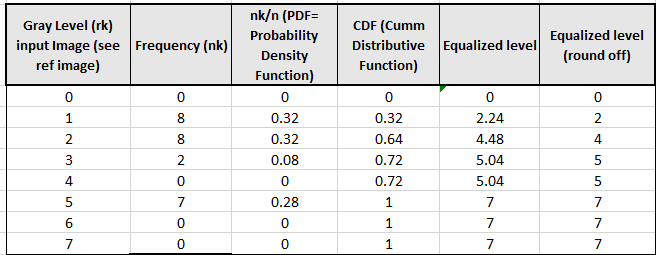 Gray Level (rk) input Image (see ref image) Frequency (nk) nk/n (PDF= Probability Density Function) CDF (Cumm Distributive Function) Equalized level Equalized level (round off)
0 0 0 0 0 0
1 8 0.32 0.32 2.24 2
2 8 0.32 0.64 4.48 4
3 2 0.08 0.72 5.04 5
4 0 0 0.72 5.04 5
5 7 0.28 1 7 7
6 0 0 1 7 7
7 0 0 1 7 7